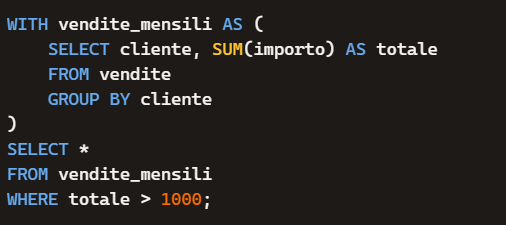 WITH vendite_mensili AS (
    SELECT cliente, SUM(importo) AS totale
    FROM vendite
    GROUP BY cliente
)
SELECT *
FROM vendite_mensili
WHERE totale > 1000;